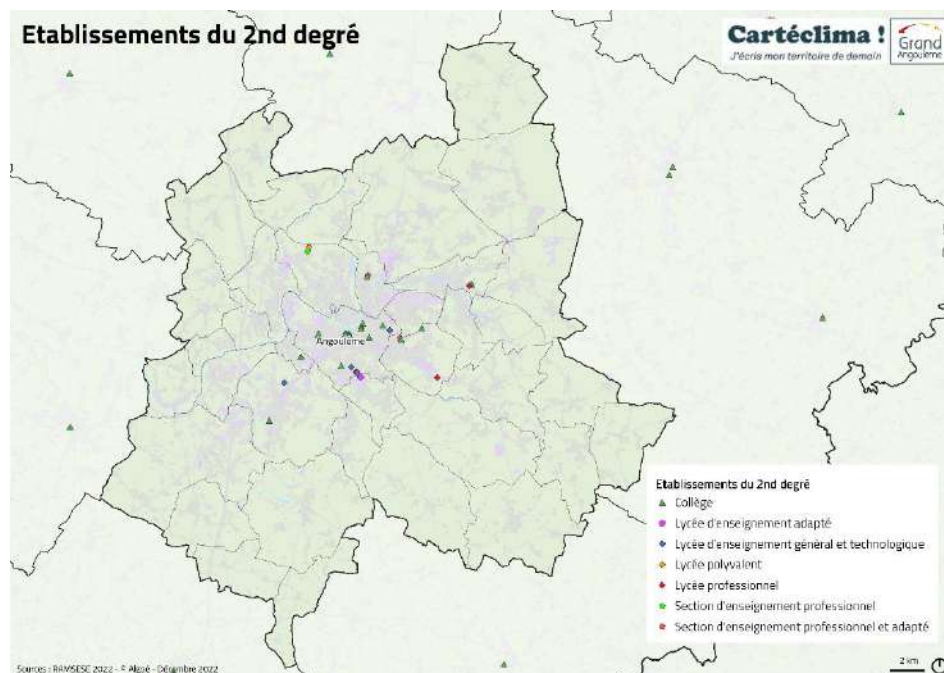 Etablissements du 2nd degré
Cartéclima !
J'écris mon territoire de demain
Grand
Angoulême
Angoulême
Etablissements du 2nd degré
Collège
Lycée d'enseignement adapté
Lycée d'enseignement général et technologique
Lycée polyvalent
Lycée professionnel
Section d'enseignement professionnel
Section d'enseignement professionnel et adapté
Sources : RAMSESE 2022 - © Algoé - Décembre 2022
2 km